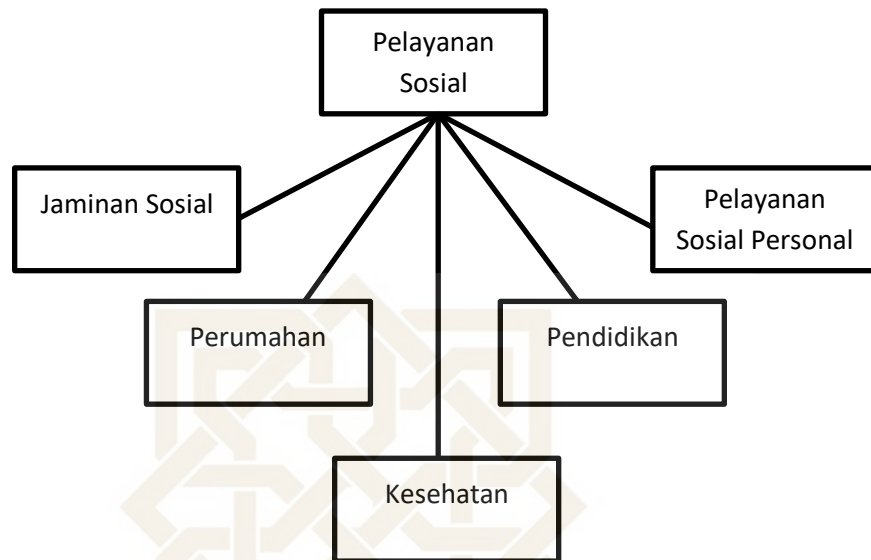 Pelayanan
Sosial
Jaminan Sosial
Pelayanan
Sosial Personal
Perumahan
Pendidikan
Kesehatan